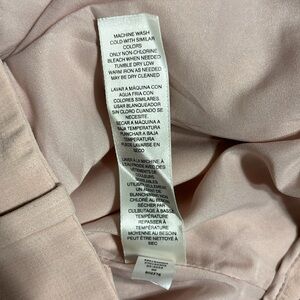 MACHINE WASH
COLD WITH SIMILAR
COLORS
ONLY NON-CHLORINE
BLEACH WHEN NEEDED
TUMBLE DRY LOW
WARM IRON AS NEEDED
MAY BE DRY CLEANED
LAVAR A MÁQUINA A
AGUA FRIA CON
COLORES SIMILARES
USAR BLANQUEADOR
SIN CLORO CUANDO SE
NECESITE.
SECAR A MÁQUINA A
BAJA TEMPERATURA
PLANCHAR A BAJA
TEMPERATURA
PUEDE LAVARSE EN
SECO
LAVER À LA MACHINE, À
L'EAU FROIDE AVEC DES
VÊTEMENTS DE
COULEURS
SIMILAIRES
UTILISER SEULEMENT
UN AGENT DE
BLANCHIMENT NON
CHLORÉ AU BESOIN
SÉCHER PAR
CULBUTAGE À BASSE
TEMPÉRATURE
REPASSER À
TEMPÉRATURE
MOYENNE AU BESOIN
PEUT ÊTRE NETTOYÉ À
SEC